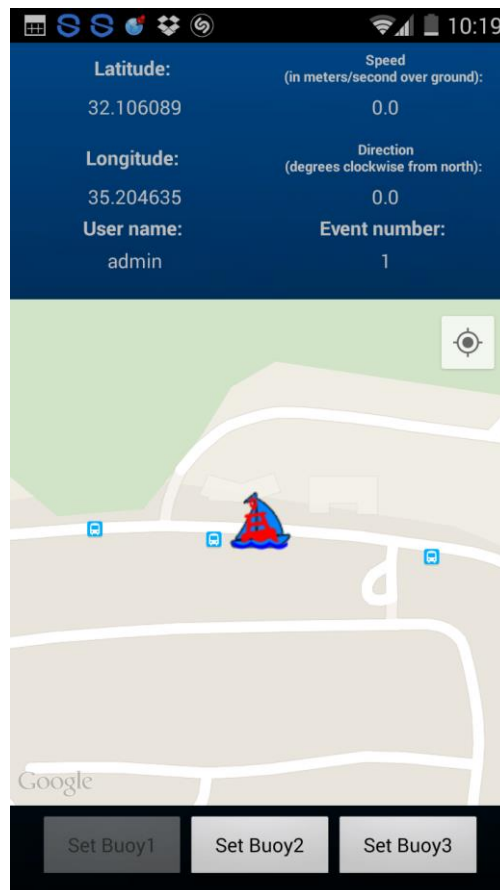 10:19
Latitude:
Speed
(in meters/second over ground):
32.106089
0.0
Longitude:
Direction
(degrees clockwise from north):
35.204635
0.0
User name:
Event number:
admin
1
Google
Set Buoy1
Set Buoy2
Set Buoy3